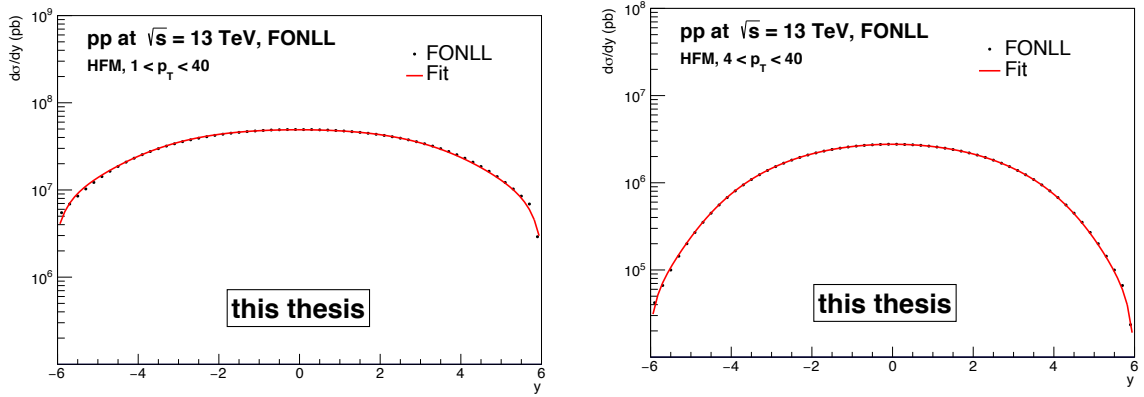 dσ/dy (pb)
10^9
10^8
10^7
10^6
pp at √s = 13 TeV, FONLL
HFM, 1 < p_T < 40
FONLL
Fit
this thesis
−6 −4 −2 0 2 4 6
y
dσ/dy (pb)
10^8
10^7
10^6
10^5
pp at √s = 13 TeV, FONLL
HFM, 4 < p_T < 40
FONLL
Fit
this thesis
−6 −4 −2 0 2 4 6
y